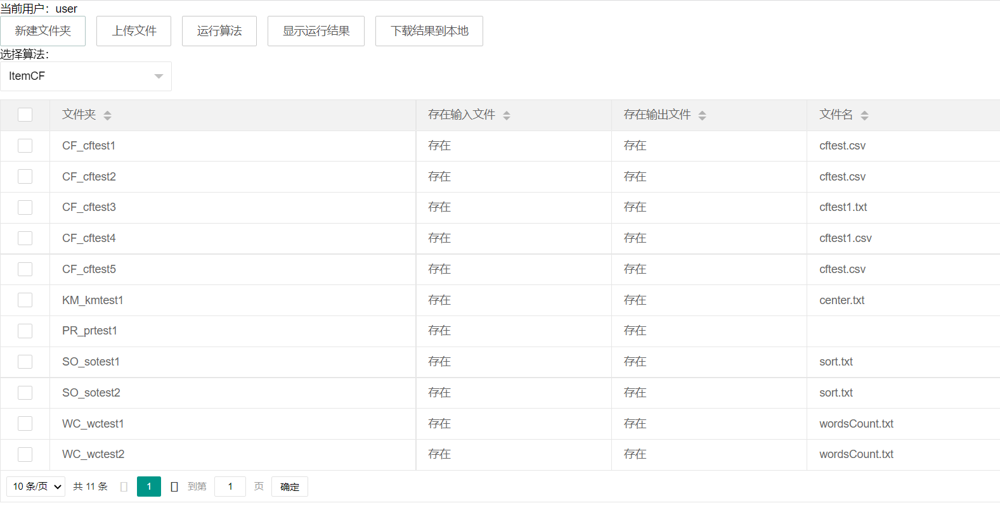 当前用户：user
新建文件夹 上传文件 运行算法 显示运行结果 下载结果到本地
选择算法：
ItemCF
文件夹 存在输入文件 存在输出文件 文件名
CF_cftest1 存在 存在 cftest.csv
CF_cftest2 存在 存在 cftest.csv
CF_cftest3 存在 存在 cftest1.txt
CF_cftest4 存在 存在 cftest1.csv
CF_cftest5 存在 存在 cftest.csv
KM_kmtest1 存在 存在 center.txt
PR_prtest1 存在 存在
SO_sotest1 存在 存在 sort.txt
SO_sotest2 存在 存在 sort.txt
WC_wctest1 存在 存在 wordsCount.txt
WC_wctest2 存在 存在 wordsCount.txt
10 条/页 共 11 条 1 到第 1 页 确定